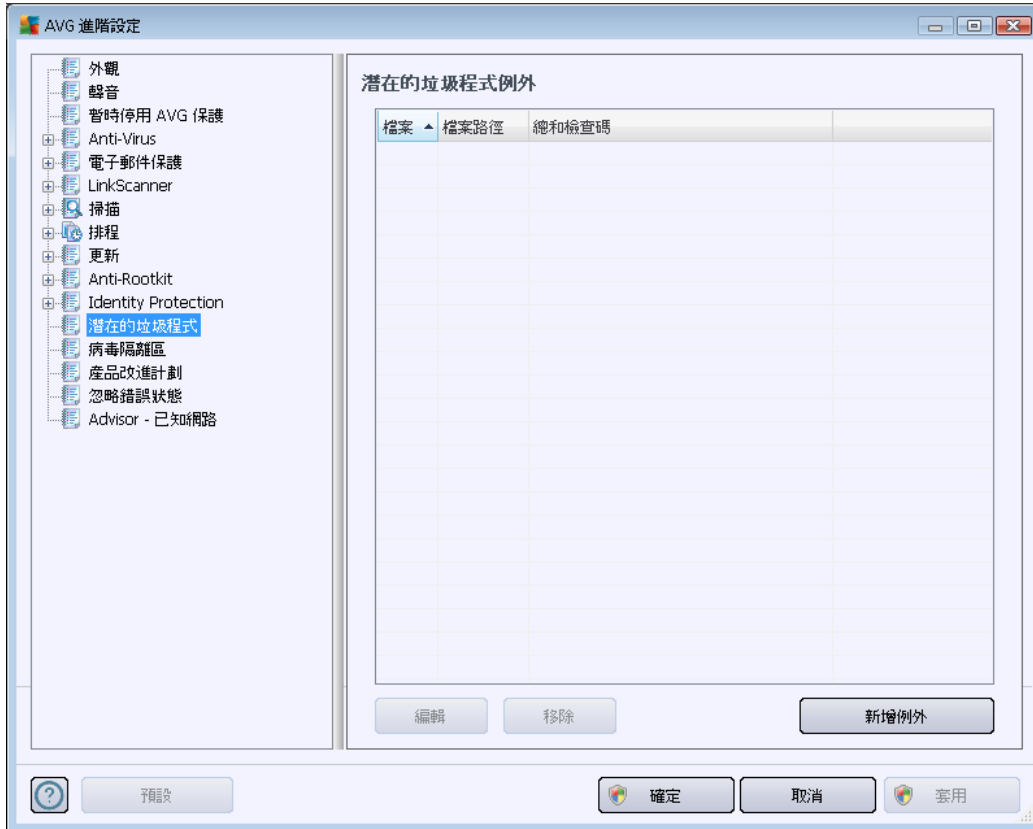 AVG 進階設定
外觀
聲音
暫時停用 AVG 保護
Anti-Virus
電子郵件保護
LinkScanner
掃描
排程
更新
Anti-Rootkit
Identity Protection
潛在的垃圾程式
病毒隔離區
產品改進計劃
忽略錯誤狀態
Advisor - 已知網路
潛在的垃圾程式例外
檔案 檔案路徑 總和檢查碼
編輯 移除 新增例外
預設 確定 取消 套用